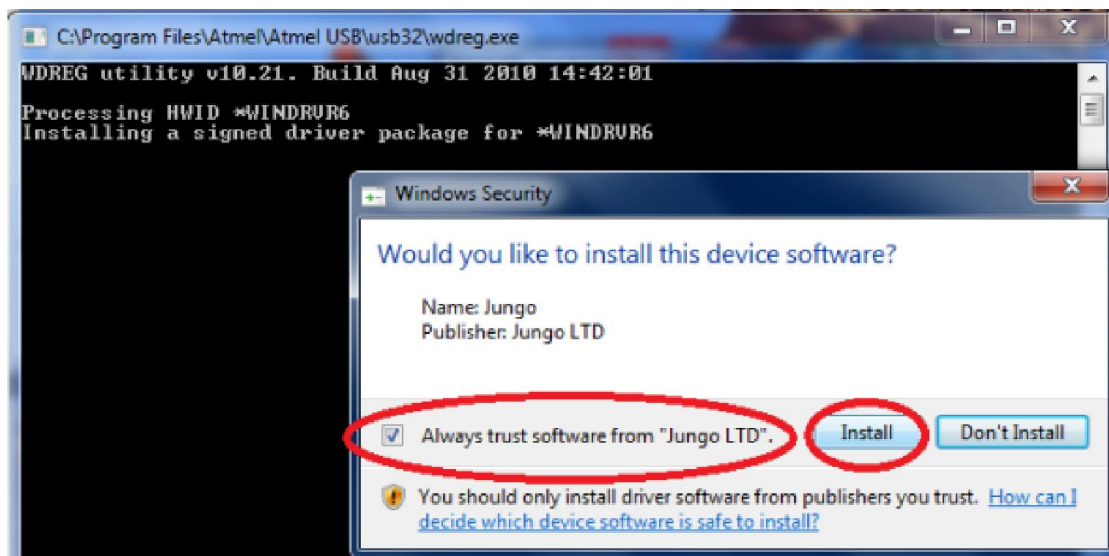 C:\Program Files\Atmel\Atmel USB\usb32\wdreg.exe
WDREG utility v10.21. Build Aug 31 2010 14:42:01
Processing HWID *WINDRVR6
Installing a signed driver package for *WINDRVR6
Windows Security
Would you like to install this device software?
Name: Jungo
Publisher: Jungo LTD
Always trust software from "Jungo LTD".
Install
Don't Install
You should only install driver software from publishers you trust. How can I
decide which device software is safe to install?